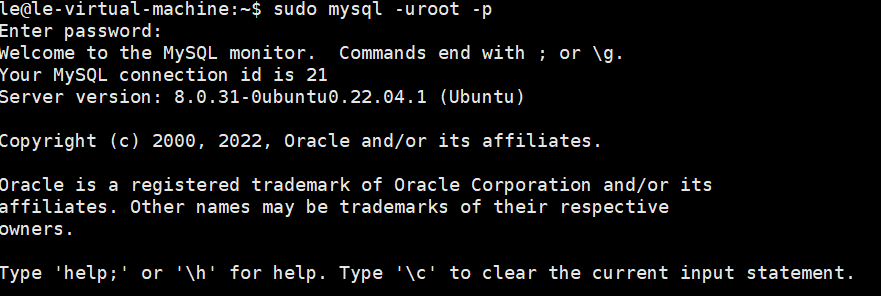 le@le-virtual-machine:~$ sudo mysql -uroot -p
Enter password:
Welcome to the MySQL monitor.  Commands end with ; or \g.
Your MySQL connection id is 21
Server version: 8.0.31-0ubuntu0.22.04.1 (Ubuntu)
Copyright (c) 2000, 2022, Oracle and/or its affiliates.
Oracle is a registered trademark of Oracle Corporation and/or its
affiliates. Other names may be trademarks of their respective
owners.
Type 'help;' or '\h' for help. Type '\c' to clear the current input statement.